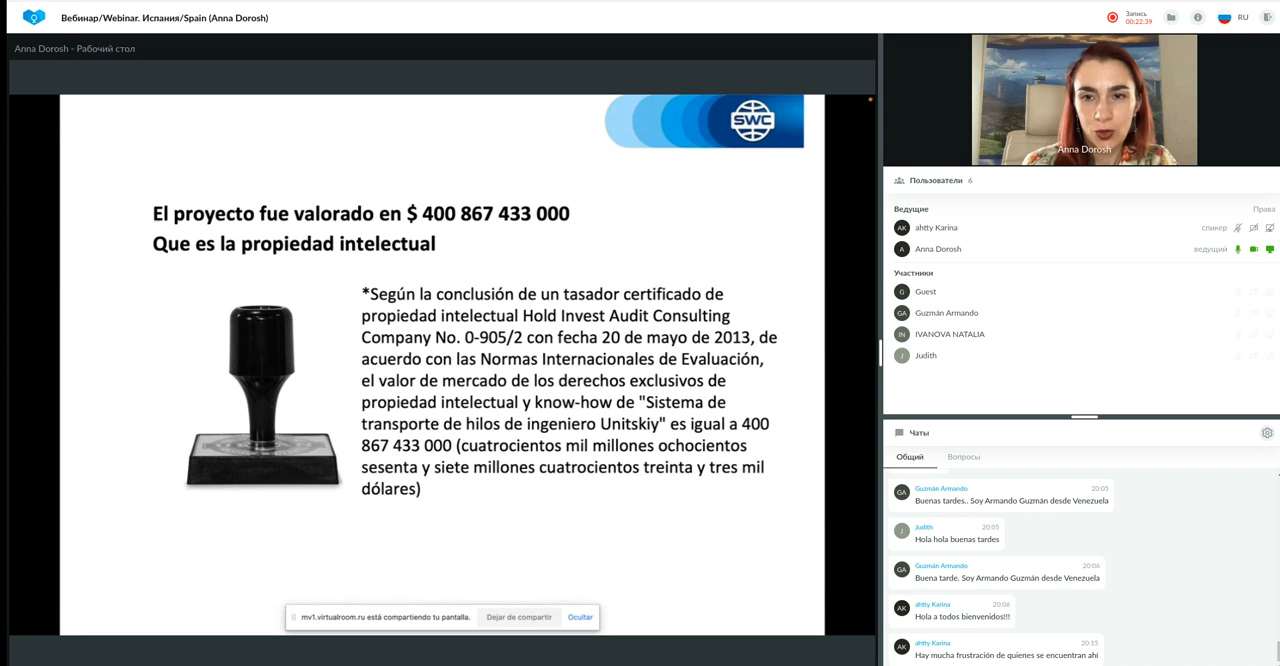 Вебинар/Webinar. Испания/Spain (Anna Dorosh)
Запись
00:22:39
RU
Anna Dorosh - Рабочий стол
SWC
El proyecto fue valorado en $ 400 867 433 000
Que es la propiedad intelectual
*Según la conclusión de un tasador certificado de
propiedad intelectual Hold Invest Audit Consulting
Company No. 0-905/2 con fecha 20 de mayo de 2013, de
acuerdo con las Normas Internacionales de Evaluación,
el valor de mercado de los derechos exclusivos de
propiedad intelectual y know-how de "Sistema de
transporte de hilos de ingeniero Unitskiy" es igual a 400
867 433 000 (cuatrocientos mil millones ochocientos
sesenta y siete millones cuatrocientos treinta y tres mil
dólares)
mv1.virtualroom.ru está compartiendo tu pantalla.
Dejar de compartir
Ocultar
Anna Dorosh
Пользователи 6
Ведущие
Права
AK ahtty Karina спикер
A Anna Dorosh ведущий
Участники
G Guest
GA Guzmán Armando
IN IVANOVA NATALIA
J Judith
Чаты
Общий
Вопросы
GA Guzmán Armando 20:05
Buenas tardes.. Soy Armando Guzmán desde Venezuela
J Judith 20:05
Hola hola buenas tardes
GA Guzmán Armando 20:06
Buena tarde. Soy Armando Guzmán desde Venezuela
AK ahtty Karina 20:06
Hola a todos bienvenidos!!!
AK ahtty Karina 20:15
Hay mucha frustración de quienes se encuentran ahí